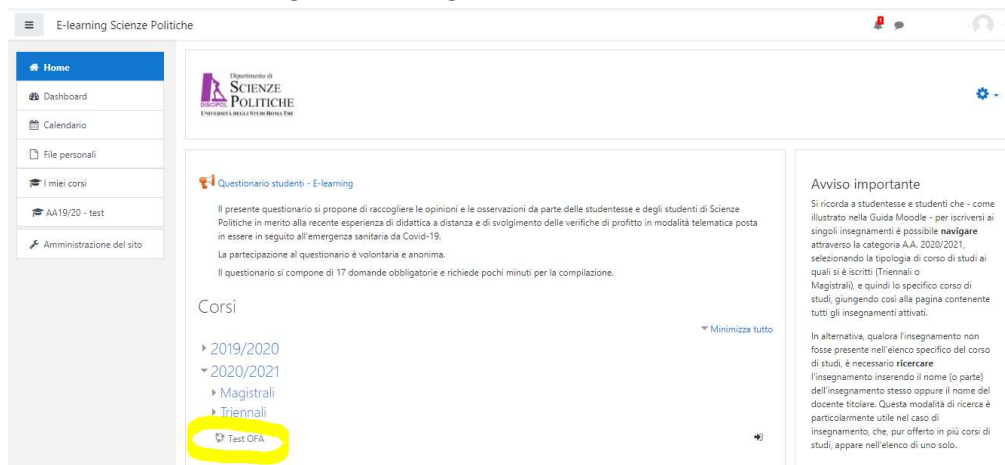 E-learning Scienze Politiche
Home
Dashboard
Calendario
File personali
I miei corsi
AA19/20 - test
Amministrazione del sito
Dipartimento di
SCIENZE
POLITICHE
DISCIPOL
UNIVERSITÀ DEGLI STUDI ROMA TRE
Questionario studenti - E-learning
Il presente questionario si propone di raccogliere le opinioni e le osservazioni da parte delle studentesse e degli studenti di Scienze
Politiche in merito alla recente esperienza di didattica a distanza e di svolgimento delle verifiche di profitto in modalità telematica posta
in essere in seguito all'emergenza sanitaria da Covid-19.
La partecipazione al questionario è volontaria e anonima.
Il questionario si compone di 17 domande obbligatorie e richiede pochi minuti per la compilazione.
Corsi
Minimizza tutto
2019/2020
2020/2021
Magistrali
Triennali
Test OFA
Avviso importante
Si ricorda a studentesse e studenti che - come
illustrato nella Guida Moodle - per iscriversi ai
singoli insegnamenti è possibile navigare
attraverso la categoria A.A. 2020/2021,
selezionando la tipologia di corso di studi ai
quali si è iscritti (Triennali o
Magistrali), e quindi lo specifico corso di
studi, giungendo così alla pagina contenente
tutti gli insegnamenti attivati.
In alternativa, qualora l'insegnamento non
fosse presente nell'elenco specifico del corso
di studi, è necessario ricercare
l'insegnamento inserendo il nome (o parte)
dell'insegnamento stesso oppure il nome del
docente titolare. Questa modalità di ricerca è
particolarmente utile nel caso di
insegnamento, che, pur offerto in più corsi di
studi, appare nell'elenco di uno solo.